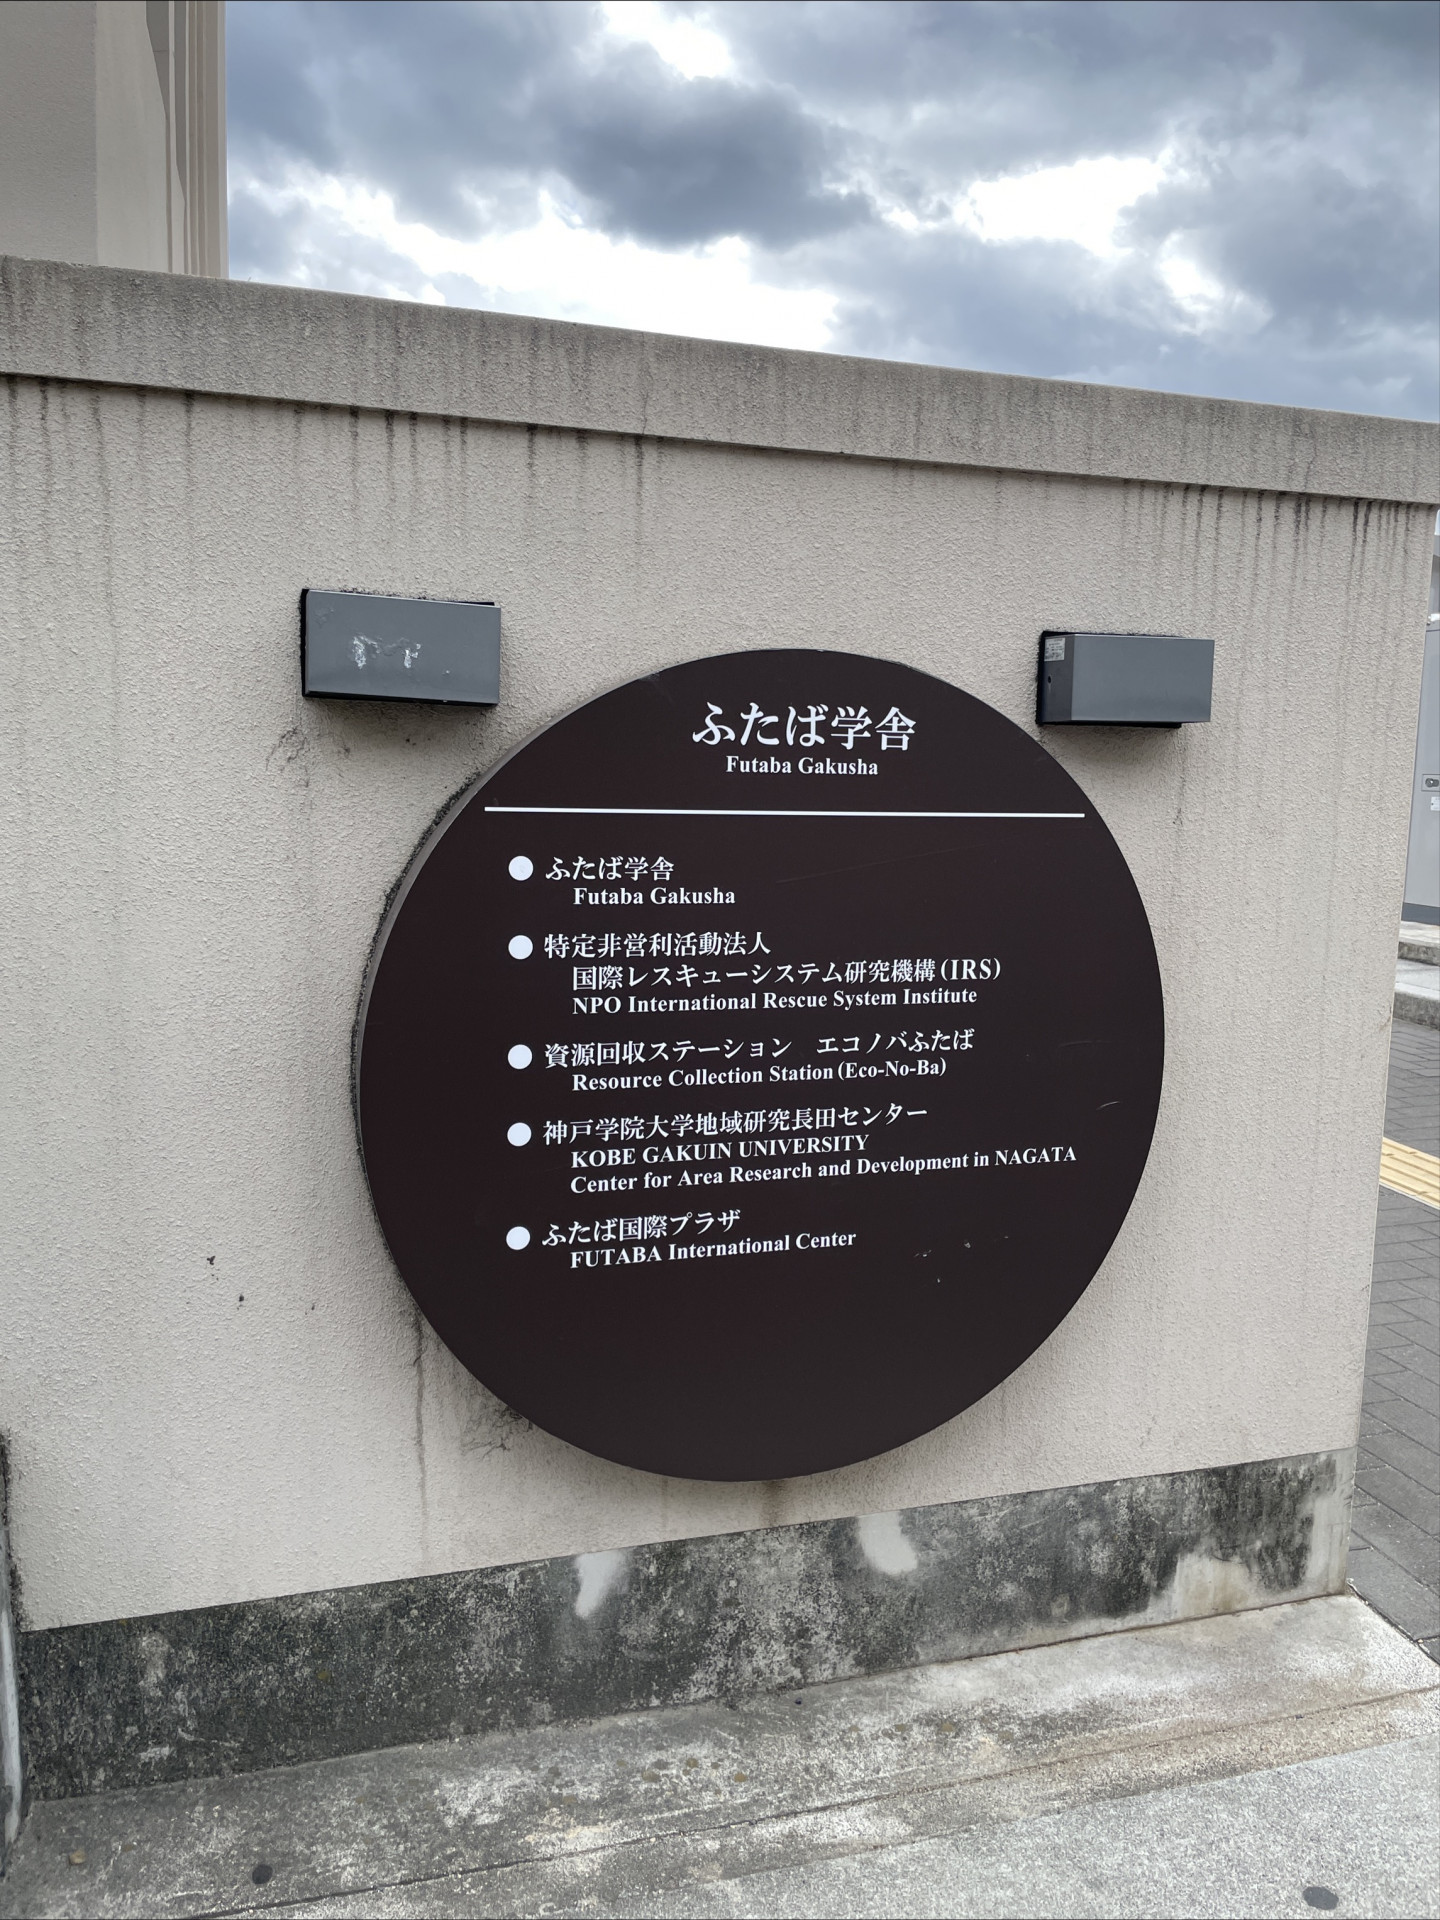 ふたば学舎
Futaba Gakusha
● ふたば学舎
Futaba Gakusha
● 特定非営利活動法人
国際レスキューシステム研究機構(IRS)
NPO International Rescue System Institute
● 資源回収ステーション　エコノバふたば
Resource Collection Station (Eco-No-Ba)
● 神戸学院大学地域研究長田センター
KOBE GAKUIN UNIVERSITY
Center for Area Research and Development in NAGATA
● ふたば国際プラザ
FUTABA International Center